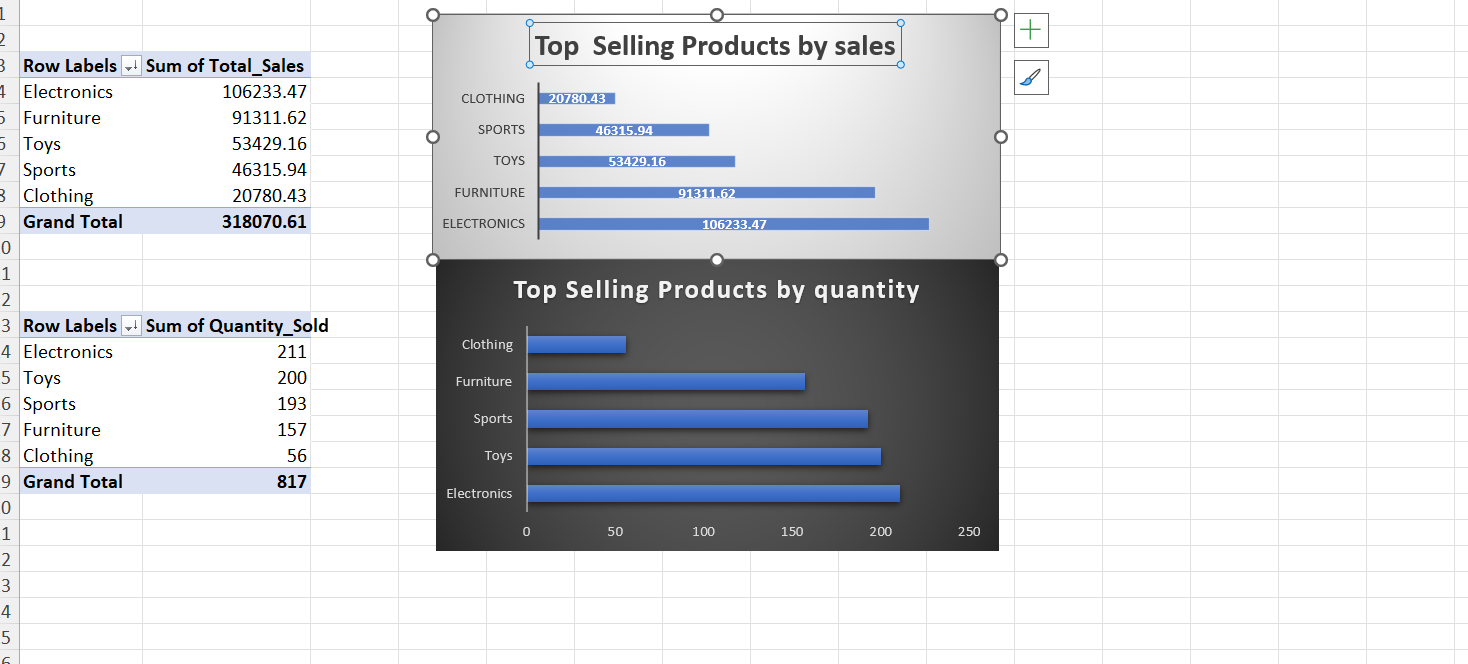 1
2
3 Row Labels Sum of Total_Sales
4 Electronics 106233.47
5 Furniture 91311.62
6 Toys 53429.16
7 Sports 46315.94
8 Clothing 20780.43
9 Grand Total 318070.61
0
1
2
3 Row Labels Sum of Quantity_Sold
4 Electronics 211
5 Toys 200
6 Sports 193
7 Furniture 157
8 Clothing 56
9 Grand Total 817
0
1
2
3
4
5
6
Top  Selling Products by sales
CLOTHING 20780.43
SPORTS 46315.94
TOYS 53429.16
FURNITURE 91311.62
ELECTRONICS 106233.47
Top Selling Products by quantity
Clothing
Furniture
Sports
Toys
Electronics
0 50 100 150 200 250